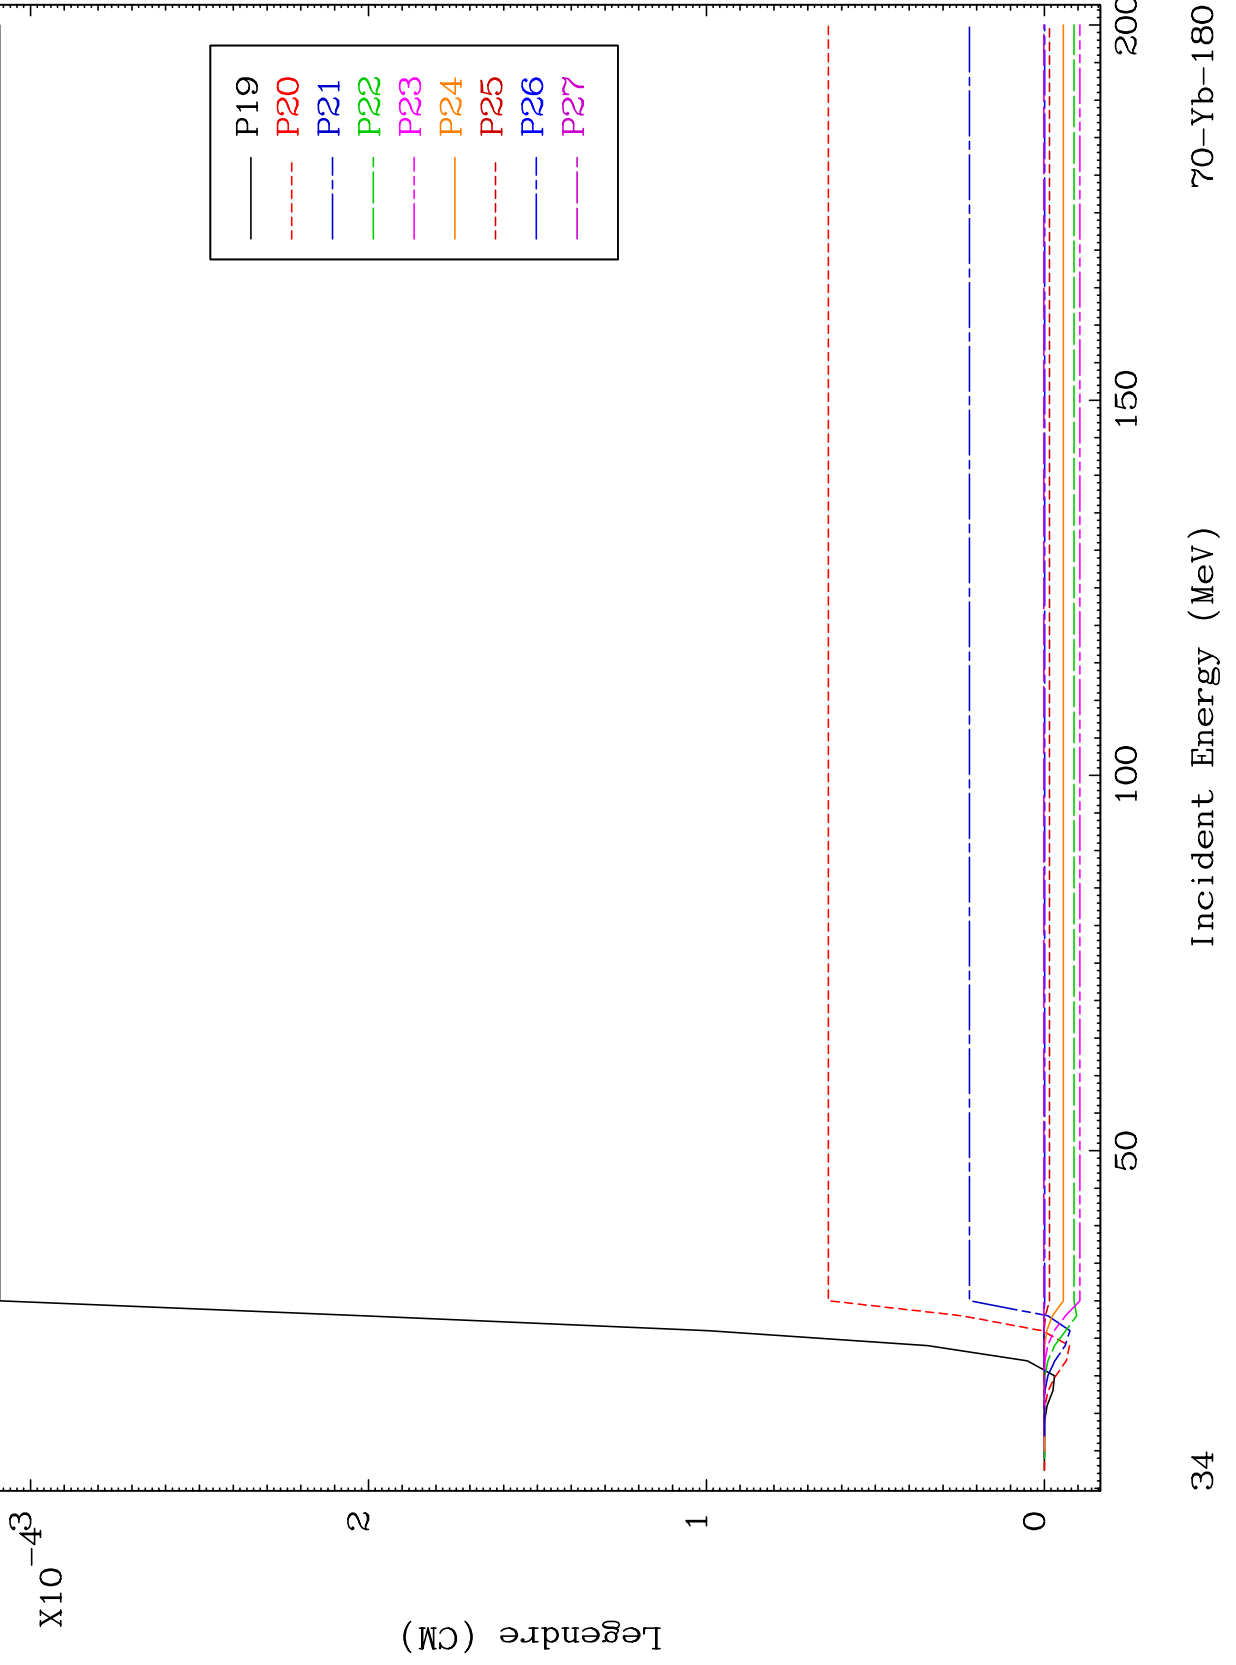 P19
P20
P21
P22
P23
P24
P25
P26
P27
3
2
1
0
X10⁻⁴
Legendre (CM)
50
100
150
200
Incident Energy (MeV)
34
70-Yb-180